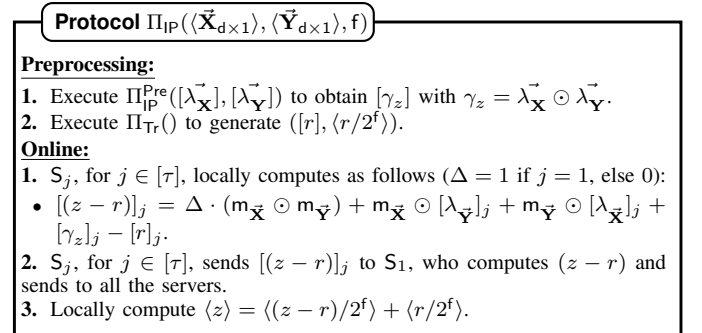 Protocol Π_IP(⟨X⃗_{d×1}⟩, ⟨Y⃗_{d×1}⟩, f)
Preprocessing:
1. Execute Π_IP^Pre([λ⃗_X], [λ⃗_Y]) to obtain [γ_z] with γ_z = λ⃗_X ⊙ λ⃗_Y.
2. Execute Π_Tr() to generate ([r], ⟨r/2^f⟩).
Online:
1. S_j, for j ∈ [τ], locally computes as follows (Δ = 1 if j = 1, else 0):
• [(z − r)]_j = Δ · (m_X⃗ ⊙ m_Y⃗) + m_X⃗ ⊙ [λ_Y⃗]_j + m_Y⃗ ⊙ [λ_X⃗]_j +
[γ_z]_j − [r]_j.
2. S_j, for j ∈ [τ], sends [(z − r)]_j to S_1, who computes (z − r) and
sends to all the servers.
3. Locally compute ⟨z⟩ = ⟨(z − r)/2^f⟩ + ⟨r/2^f⟩.